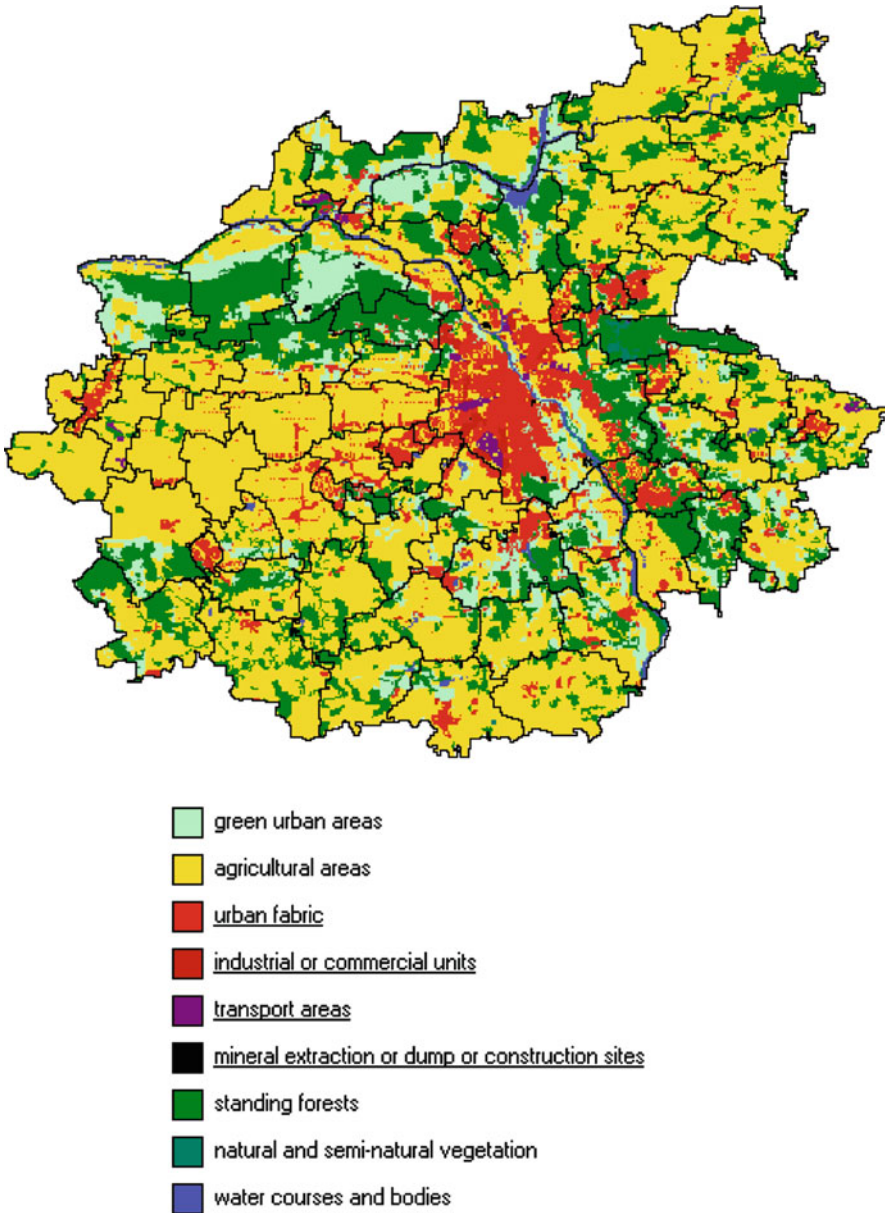 green urban areas
agricultural areas
urban fabric
industrial or commercial units
transport areas
mineral extraction or dump or construction sites
standing forests
natural and semi-natural vegetation
water courses and bodies